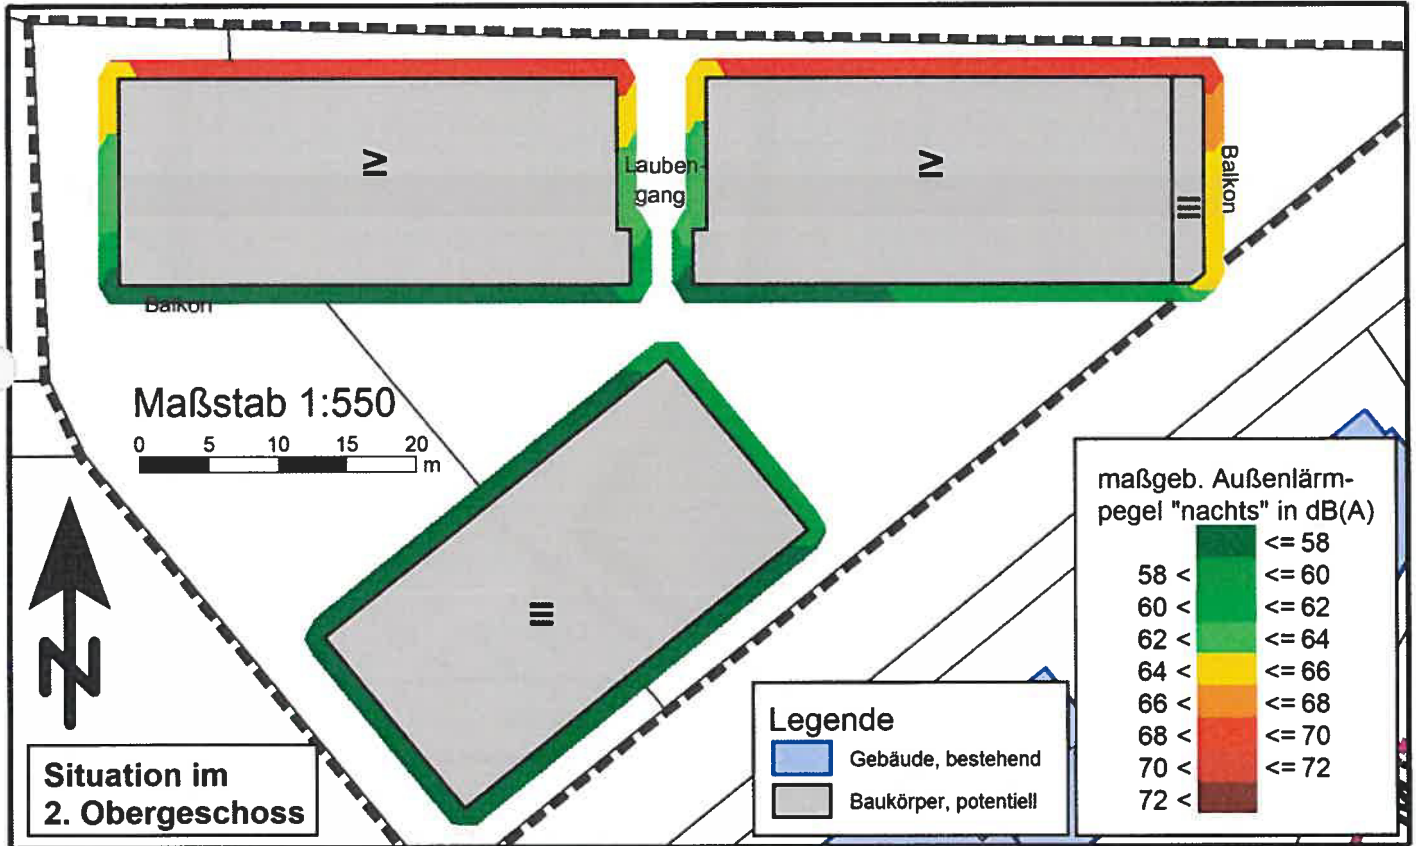 IV
IV
III
Lauben-
gang
Balkon
Balkon
Maßstab 1:550
0 5 10 15 20
m
III
N
Situation im
2. Obergeschoss
Legende
Gebäude, bestehend
Baukörper, potentiell
maßgeb. Außenlärm-
pegel "nachts" in dB(A)
<= 58
58 < <= 60
60 < <= 62
62 < <= 64
64 < <= 66
66 < <= 68
68 < <= 70
70 < <= 72
72 <